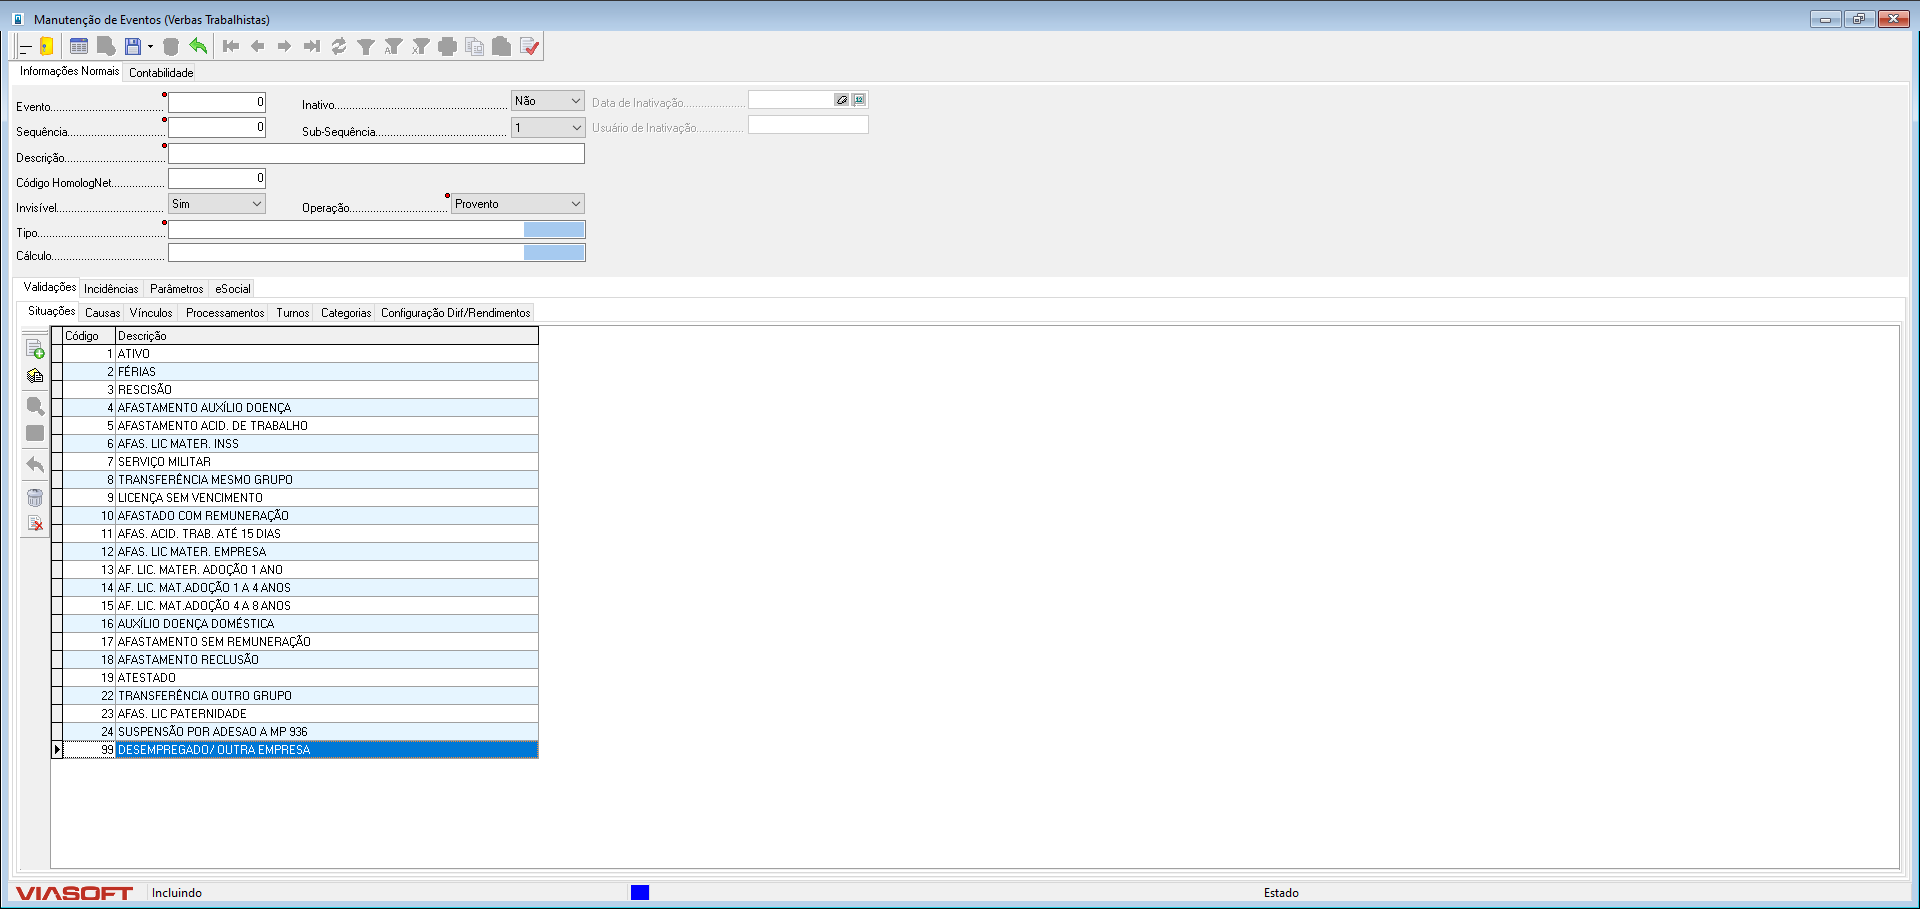 Manutenção de Eventos (Verbas Trabalhistas)
Informações Normais Contabilidade
Evento 0 Inativo Não Data de Inativação
Sequência 0 Sub-Sequência 1 Usuário de Inativação
Descrição
Código HomologNet 0
Invisível Sim Operação Provento
Tipo
Cálculo
Validações Incidências Parâmetros eSocial
Situações Causas Vínculos Processamentos Turnos Categorias Configuração Dirf/Rendimentos
Código Descrição
1 ATIVO
2 FÉRIAS
3 RESCISÃO
4 AFASTAMENTO AUXÍLIO DOENÇA
5 AFASTAMENTO ACID. DE TRABALHO
6 AFAS. LIC MATER. INSS
7 SERVIÇO MILITAR
8 TRANSFERÊNCIA MESMO GRUPO
9 LICENÇA SEM VENCIMENTO
10 AFASTADO COM REMUNERAÇÃO
11 AFAS. ACID. TRAB. ATÉ 15 DIAS
12 AFAS. LIC MATER. EMPRESA
13 AF. LIC. MATER. ADOÇÃO 1 ANO
14 AF. LIC. MAT.ADOÇÃO 1 A 4 ANOS
15 AF. LIC. MAT.ADOÇÃO 4 A 8 ANOS
16 AUXÍLIO DOENÇA DOMÉSTICA
17 AFASTAMENTO SEM REMUNERAÇÃO
18 AFASTAMENTO RECLUSÃO
19 ATESTADO
22 TRANSFERÊNCIA OUTRO GRUPO
23 AFAS. LIC PATERNIDADE
24 SUSPENSÃO POR ADESAO A MP 936
99 DESEMPREGADO/ OUTRA EMPRESA
VIASOFT Incluindo Estado